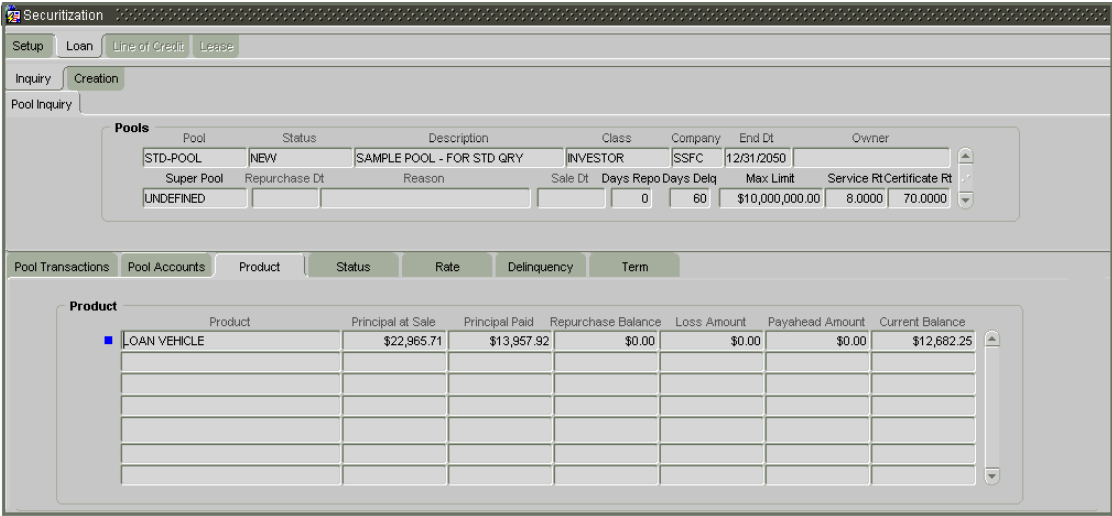 Securitization
Setup Loan Line of Credit Lease
Inquiry Creation
Pool Inquiry
Pools
Pool Status Description Class Company End Dt Owner
STD-POOL NEW SAMPLE POOL - FOR STD QRY INVESTOR SSFC 12/31/2050
Super Pool Repurchase Dt Reason Sale Dt Days Repo Days Delq Max Limit Service Rt Certificate Rt
UNDEFINED 0 60 $10,000,000.00 8.0000 70.0000
Pool Transactions Pool Accounts Product Status Rate Delinquency Term
Product
Product Principal at Sale Principal Paid Repurchase Balance Loss Amount Payahead Amount Current Balance
LOAN VEHICLE $22,965.71 $13,957.92 $0.00 $0.00 $0.00 $12,682.25